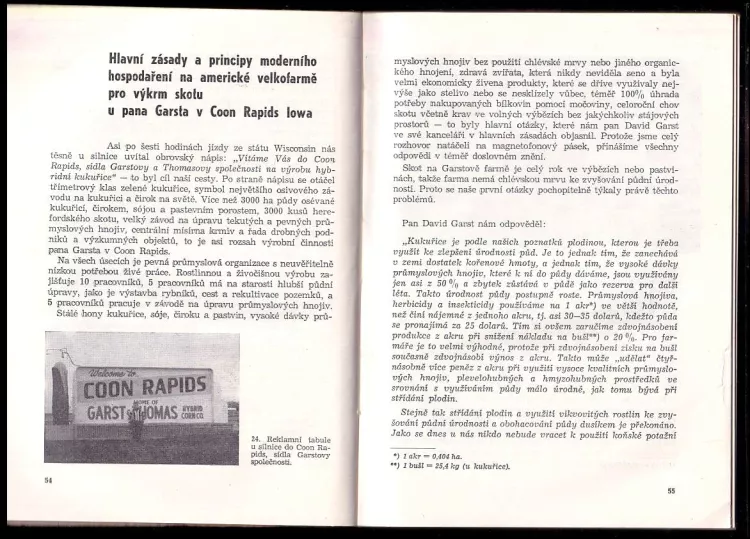 Hlavní zásady a principy moderního
hospodaření na americké velkofarmě
pro výkrm skotu
u pana Garsta v Coon Rapids Iowa
Asi po šesti hodinách jízdy ze státu Wisconsin nás
těsně u silnice uvítal obrovský nápis: „Vítáme Vás do Coon
Rapids, sídla Garstovy a Thomasovy společnosti na výrobu hyb-
ridní kukuřice“ — to byl cíl naší cesty. Po straně nápisu se otáčel
třímetrový klas zelené kukuřice, symbol největšího osivového zá-
vodu na kukuřici a čirok na světě. Více než 3000 ha půdy osévané
kukuřicí, čirokem, sójou a pastevním porostem, 3000 kusů here-
fordského skotu, velký závod na úpravu tekutých a pevných prů-
myslových hnojiv, centrální mísírna krmiv a řada drobných pod-
niků a výzkumných objektů, to je asi rozsah výrobní činnosti
pana Garsta v Coon Rapids.
Na všech úsecích je pevná průmyslová organizace s neuvěřitelně
nízkou potřebou živé práce. Rostlinnou a živočišnou výrobu za-
jišťuje 10 pracovníků, 5 pracovníků má na starosti hlubší půdní
úpravy, jako je výstavba rybníků, cest a rekultivace pozemků, a
5 pracovníků pracuje v závodě na úpravu průmyslových hnojiv.
Stálé hony kukuřice, sóje, čiroku a pastvin, vysoké dávky prů-
Welcome to..
COON RAPIDS
HOME OF
GARST & THOMAS HYBRID
CORN CO.
24. Reklamní tabule
u silnice do Coon Ra-
pids, sídla Garstovy
společnosti.
54
myslových hnojiv bez použití chlévské mrvy nebo jiného organic-
kého hnojení, zdravá zvířata, která nikdy neviděla seno a byla
velmi ekonomicky živena produkty, které se dříve využívaly nej-
výše jako stelivo nebo se nesklízely vůbec, téměř 100% úhrada
potřeby nakupovaných bílkovin pomocí močoviny, celoroční chov
skotu včetně krav ve volných výbězích bez jakýchkoliv stájových
prostorů — to byly hlavní otázky, které nám pan David Garst
ve své kanceláři v hlavních zásadách objasnil. Protože jsme celý
rozhovor natáčeli na magnetofonový pásek, přinášíme všechny
odpovědi v téměř doslovném znění.
Skot na Garstově farmě je celý rok ve výbězích nebo pastvi-
nách, takže farma nemá chlévskou mrvu ke zvyšování půdní úrod-
nosti. Proto se naše první otázky pochopitelně týkaly právě těchto
problémů.
Pan David Garst nám odpověděl:
„Kukuřice je podle našich poznatků plodinou, kterou je třeba
využít ke zlepšení úrodnosti půd. Je to jednak tím, že zanechává
v zemi dostatek kořenové hmoty, a jednak tím, že vysoké dávky
průmyslových hnojiv, které k ní do půdy dáváme, jsou využívány
jen asi z 50 % a zbytek zůstává v půdě jako rezerva pro další
léta. Takto úrodnost půdy postupně roste. Průmyslová hnojiva,
herbicidy a insekticidy používáme na 1 akr*) ve větší hodnotě,
než činí nájemné z jednoho akru, tj. asi 30—35 dolarů, kdežto půda
se pronajímá za 25 dolarů. Tím si ovšem zaručíme zdvojnásobení
produkce z akru při snížení nákladu na bušl**) o 20 %. Pro far-
máře je to velmi výhodné, protože při zdvojnásobení zisku na bušl
současně zdvojnásobí výnos z akru. Takto může „udělat“ čtyř-
násobně více peněz z akru při využití vysoce kvalitních průmyslo-
vých hnojiv, plevelohubných a hmyzohubných prostředků ve
srovnání s využíváním půdy málo úrodné, jak tomu bývá při
střídání plodin.
Stejně tak střídání plodin a využití vikvovitých rostlin ke zvy-
šování půdní úrodnosti a obohacování půdy dusíkem je překonáno.
Jako se dnes u nás nikdo nebude vracet k použití koňské potažní
*) 1 akr = 0,404 ha.
**) 1 bušl = 25,4 kg (u kukuřice).
55